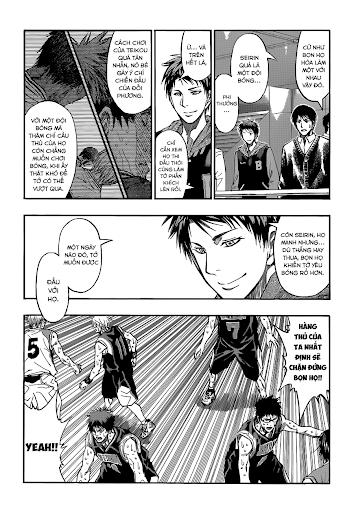 CỨ NHƯ
BỌN HỌ
HÒA LÀM
MỘT VỚI
NHAU
VẬY ĐÓ.
SEIRIN
QUẢ LÀ
MỘT ĐỘI
BÓNG...
PHI
THƯỜNG
Ừ... VÀ
TRÊN
HẾT LÀ,
CHỈ
CẦN XEM
HỌ THI
ĐẤU THÔI
CŨNG LÀM
TỚ PHẤN
KHÍCH
LÊN RỒI.
CÁCH CHƠI
CỦA TEIKOU
QUÁ TÀN
NHẪN, NÓ BẺ
GÃY Ý CHÍ
CHIẾN ĐẤU
CỦA ĐỐI
PHƯƠNG.
VỚI MỘT ĐỘI
BÓNG MÀ
THẬM CHÍ CẦU
THỦ CỦA HỌ
CÒN CHẲNG
MUỐN CHƠI
BÓNG, KHI ẤY
THẬT KHÓ ĐỂ
TỚ CÓ THỂ
VƯỢT QUA.
B
CÒN SEIRIN,
HỌ MẠNH
NHƯNG...
DÙ THẮNG HAY
THUA, BỌN HỌ
KHIẾN TỚ YÊU
BÓNG RỔ HƠN.
MỘT NGÀY
NÀO ĐÓ, TỚ
MUỐN ĐƯỢC
ĐẤU
VỚI
HỌ.
HÀNG
THỦ CỦA
TA NHẤT
ĐỊNH SẼ
CHẶN ĐỨNG
BỌN HỌ!!
7
5
YEAH!!